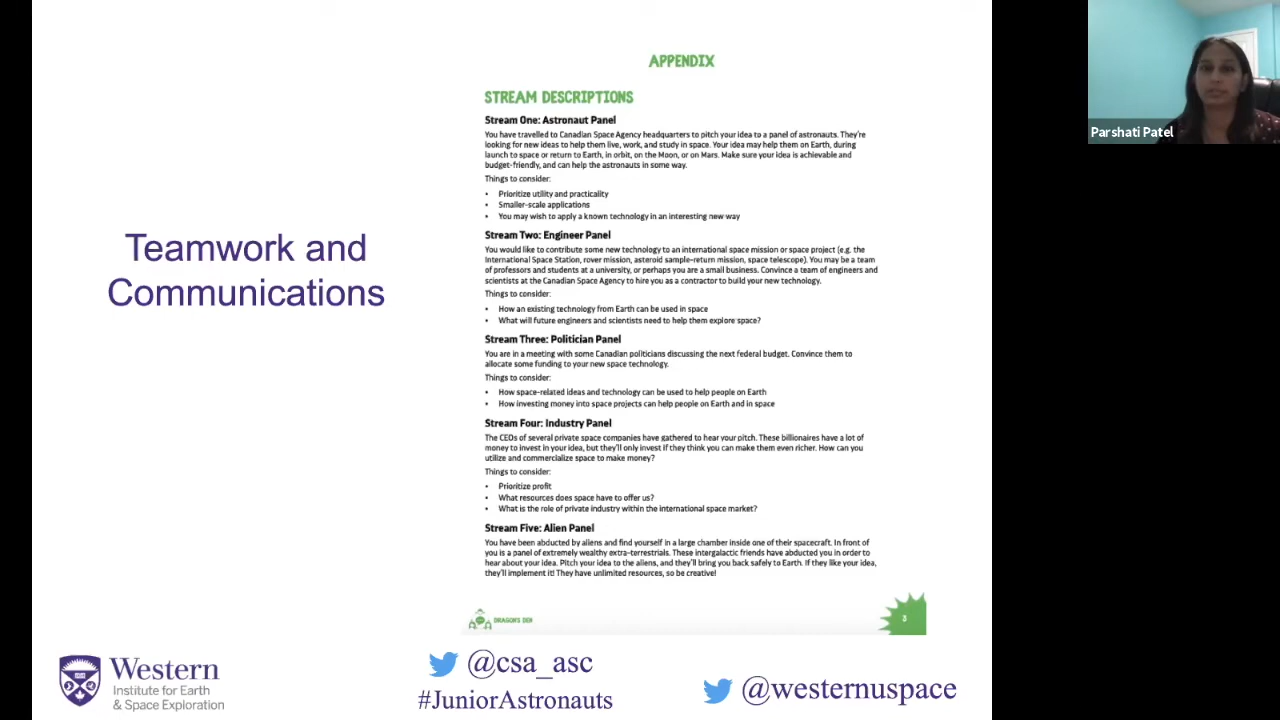 Teamwork and
Communications
APPENDIX
STREAM DESCRIPTIONS
Stream One: Astronaut Panel
You have travelled to Canadian Space Agency headquarters to pitch your idea to a panel of astronauts. They're
looking for new ideas to help them live, work, and study in space. Your idea may help them on Earth, during
launch to space or return to Earth, in orbit, on the Moon, or on Mars. Make sure your idea is achievable and
budget-friendly, and can help the astronauts in some way.
Things to consider:
• Prioritize utility and practicality
• Smaller-scale applications
• You may wish to apply a known technology in an interesting new way
Stream Two: Engineer Panel
You would like to contribute some new technology to an international space mission or space project (e.g. the
International Space Station, rover mission, asteroid sample-return mission, space telescope). You may be a team
of professors and students at a university, or perhaps you are a small business. Convince a team of engineers and
scientists at the Canadian Space Agency to hire you as a contractor to build your new technology.
Things to consider:
• How an existing technology from Earth can be used in space
• What will future engineers and scientists need to help them explore space?
Stream Three: Politician Panel
You are in a meeting with some Canadian politicians discussing the next federal budget. Convince them to
allocate some funding to your new space technology.
Things to consider:
• How space-related ideas and technology can be used to help people on Earth
• How investing money into space projects can help people on Earth and in space
Stream Four: Industry Panel
The CEOs of several private space companies have gathered to hear your pitch. These billionaires have a lot of
money to invest in your idea, but they'll only invest if they think you can make them even richer. How can you
utilize and commercialize space to make money?
Things to consider:
• Prioritize profit
• What resources does space have to offer us?
• What is the role of private industry within the international space market?
Stream Five: Alien Panel
You have been abducted by aliens and find yourself in a large chamber inside one of their spacecraft. In front of
you is a panel of extremely wealthy extra-terrestrials. These intergalactic friends have abducted you in order to
hear about your idea. Pitch your idea to the aliens, and they'll bring you back safely to Earth. If they like your idea,
they'll implement it! They have unlimited resources, so be creative!
DRAGON'S DEN
3
Western
Institute for Earth
& Space Exploration
@csa_asc
#JuniorAstronauts
@westernuspace
Parshati Patel